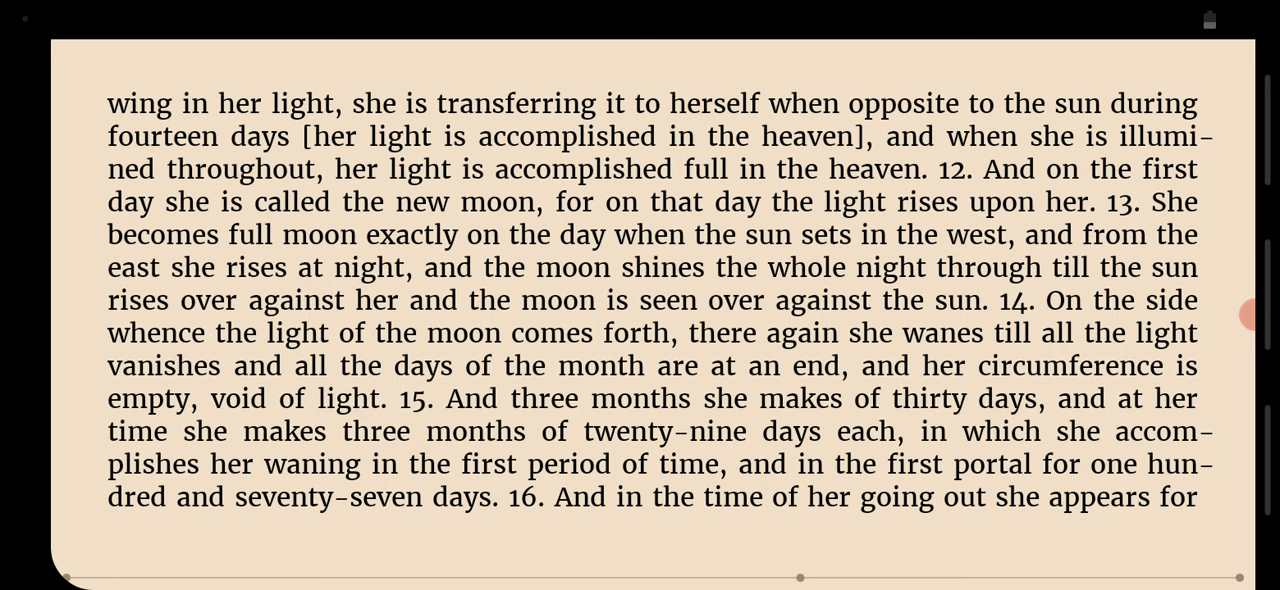 wing in her light, she is transferring it to herself when opposite to the sun during
fourteen days [her light is accomplished in the heaven], and when she is illumi-
ned throughout, her light is accomplished full in the heaven. 12. And on the first
day she is called the new moon, for on that day the light rises upon her. 13. She
becomes full moon exactly on the day when the sun sets in the west, and from the
east she rises at night, and the moon shines the whole night through till the sun
rises over against her and the moon is seen over against the sun. 14. On the side
whence the light of the moon comes forth, there again she wanes till all the light
vanishes and all the days of the month are at an end, and her circumference is
empty, void of light. 15. And three months she makes of thirty days, and at her
time she makes three months of twenty-nine days each, in which she accom-
plishes her waning in the first period of time, and in the first portal for one hun-
dred and seventy-seven days. 16. And in the time of her going out she appears for